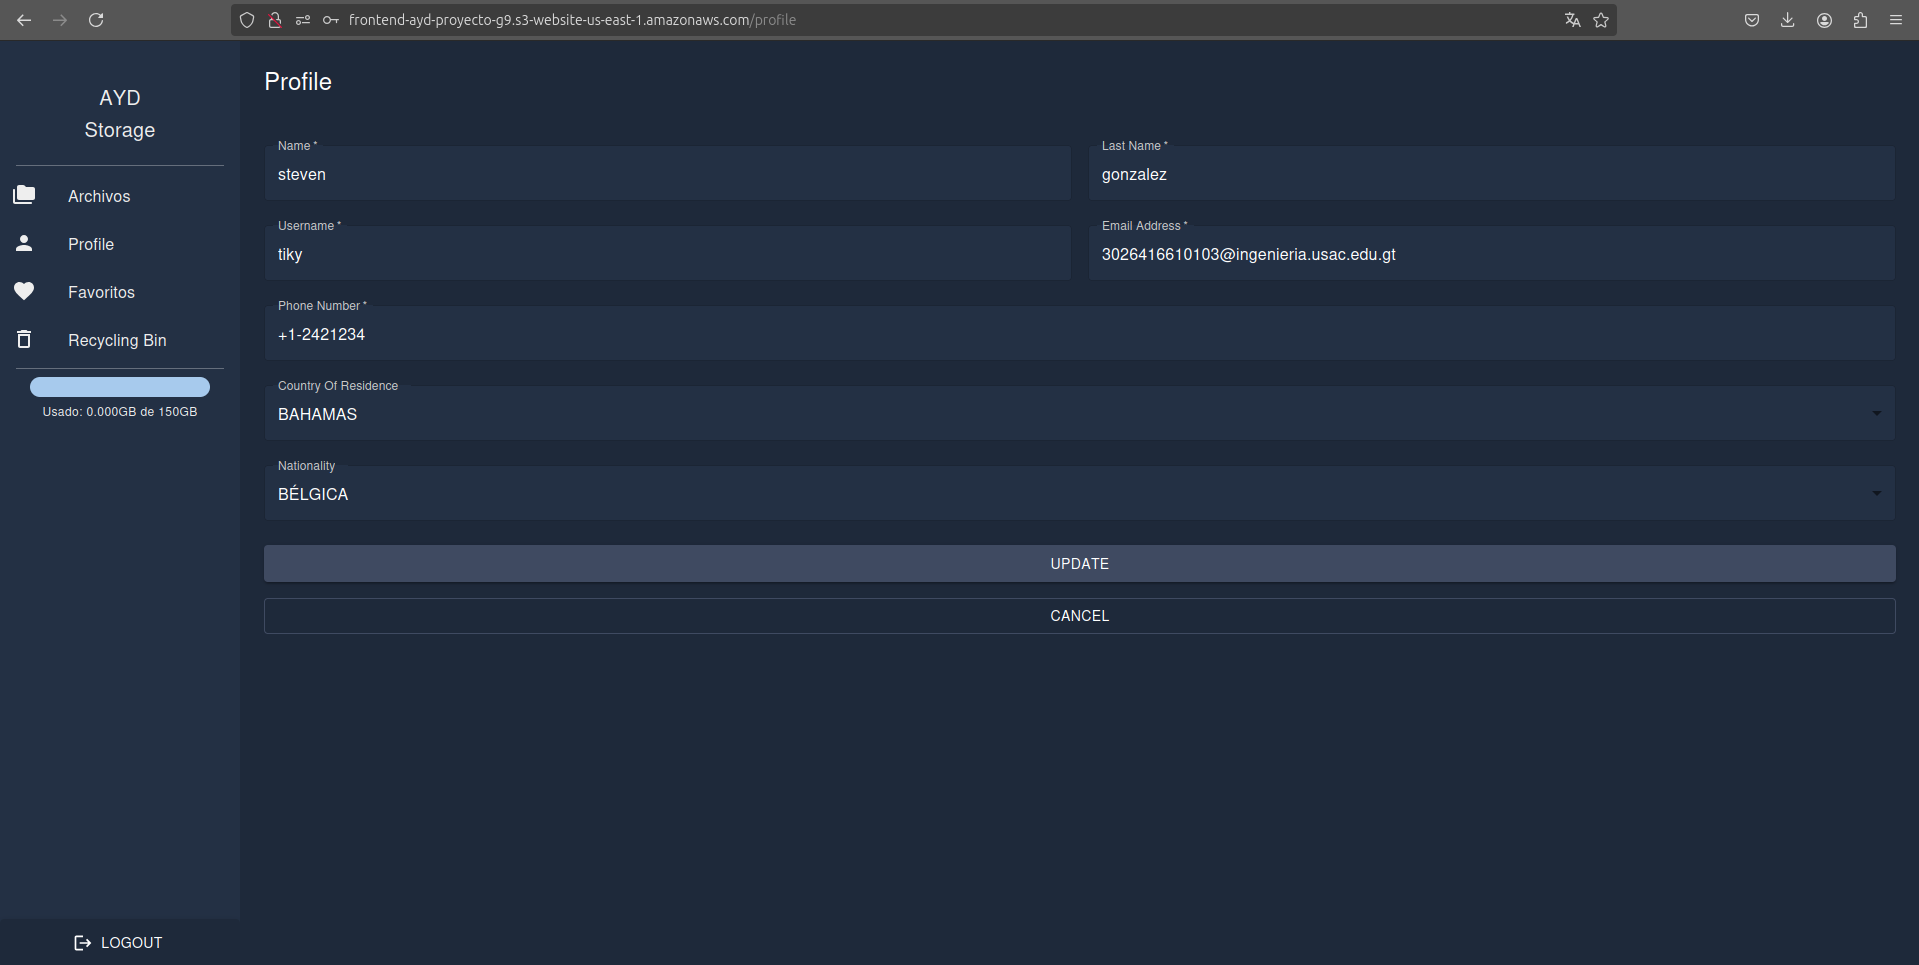 frontend-ayd-proyecto-g9.s3-website-us-east-1.amazonaws.com/profile
AYD
Storage
Archivos
Profile
Favoritos
Recycling Bin
Usado: 0.000GB de 150GB
LOGOUT
Profile
Name *
steven
Last Name *
gonzalez
Username *
tiky
Email Address *
3026416610103@ingenieria.usac.edu.gt
Phone Number *
+1-2421234
Country Of Residence
BAHAMAS
Nationality
BÉLGICA
UPDATE
CANCEL